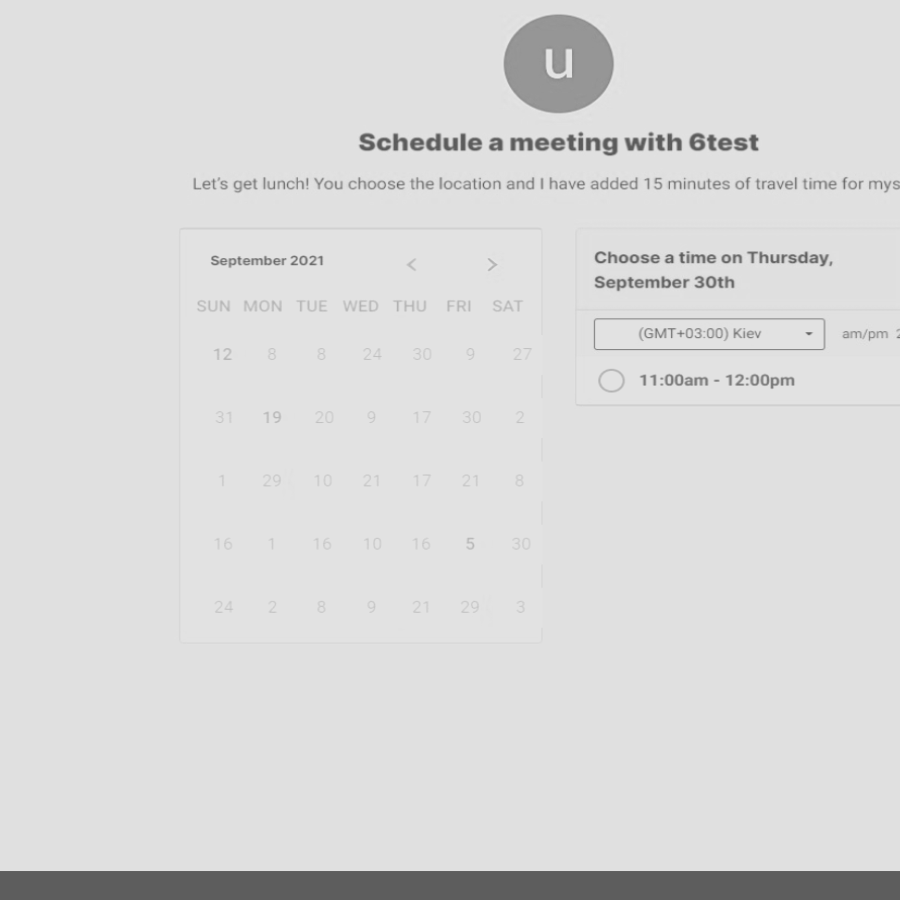 u
Schedule a meeting with 6test
Let's get lunch! You choose the location and I have added 15 minutes of travel time for mys
September 2021 < >
SUN MON TUE WED THU FRI SAT
12 8 8 24 30 9 27
31 19 20 9 17 30 2
1 29 10 21 17 21 8
16 1 16 10 16 5 30
24 2 8 9 21 29 3
Choose a time on Thursday,
September 30th
(GMT+03:00) Kiev am/pm 2
11:00am - 12:00pm